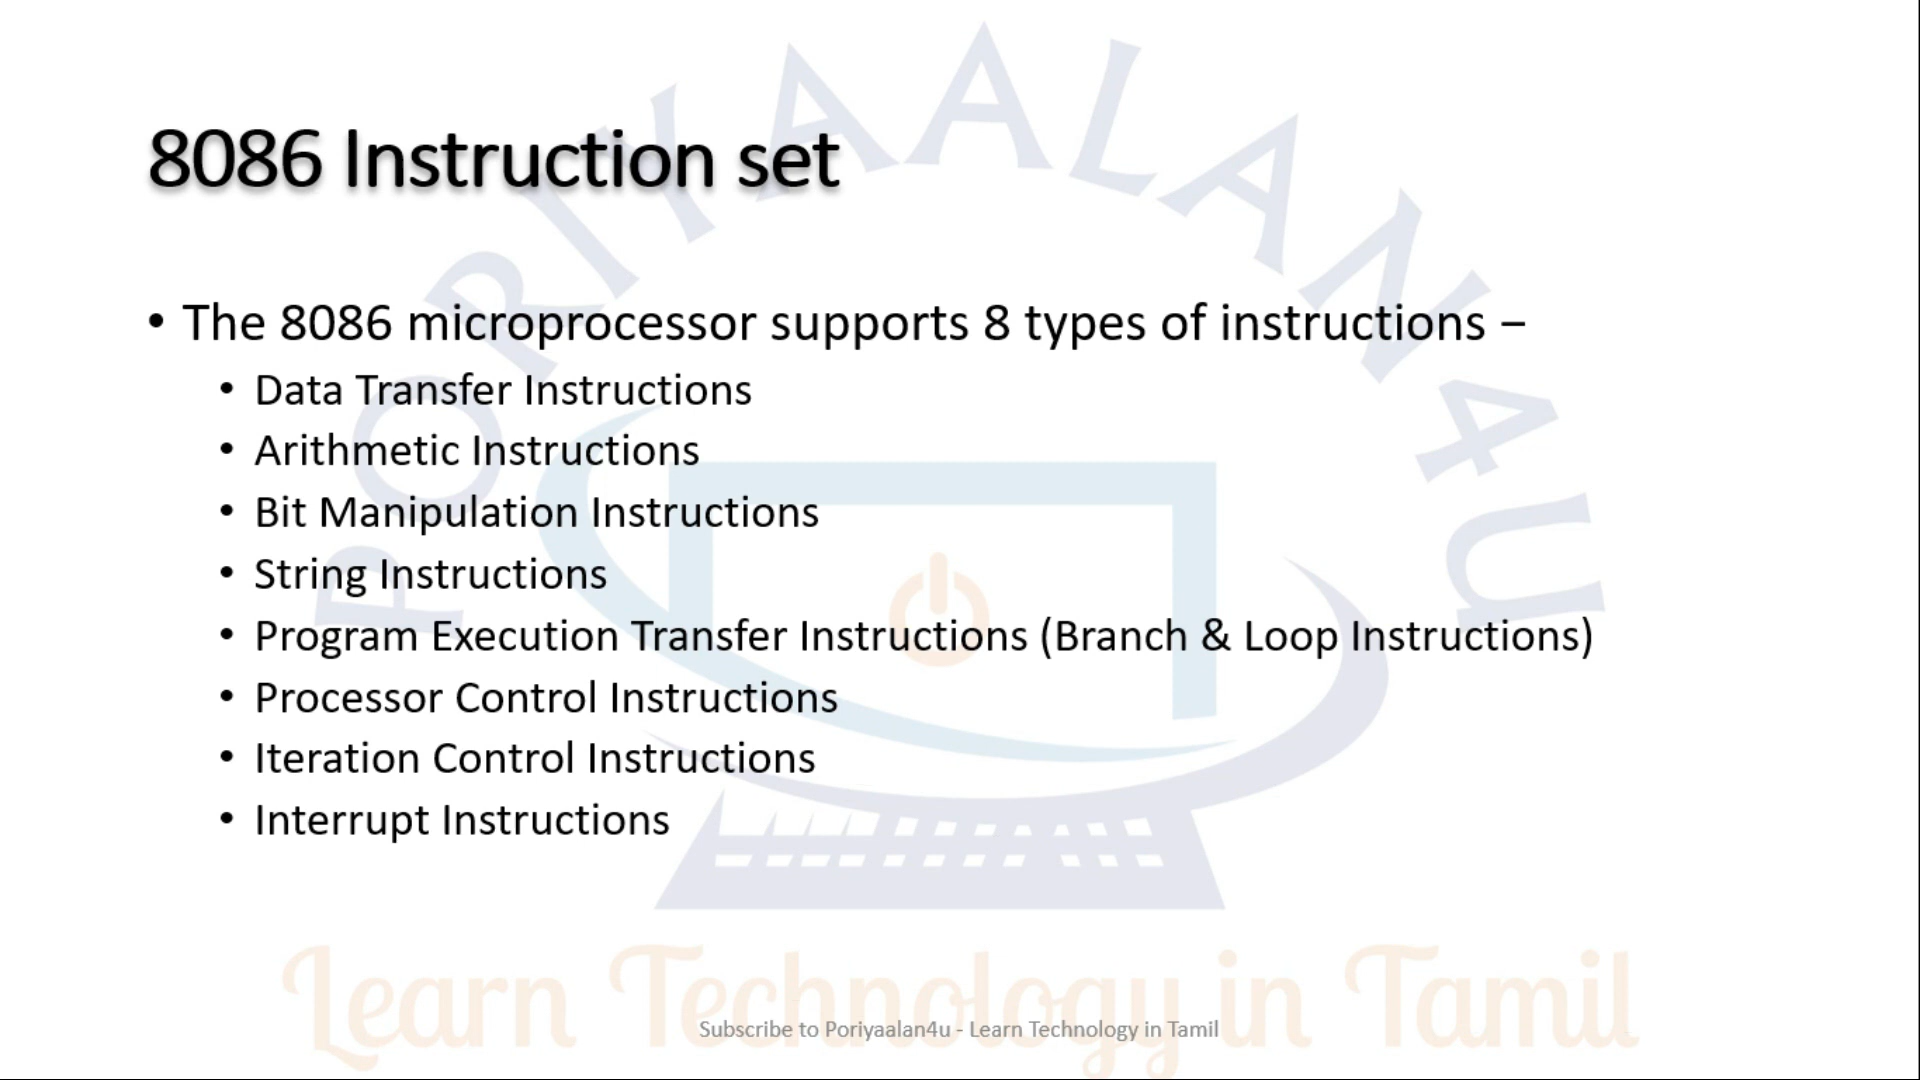 PORIYAALAN4U
8086 Instruction set
• The 8086 microprocessor supports 8 types of instructions –
• Data Transfer Instructions
• Arithmetic Instructions
• Bit Manipulation Instructions
• String Instructions
• Program Execution Transfer Instructions (Branch & Loop Instructions)
• Processor Control Instructions
• Iteration Control Instructions
• Interrupt Instructions
Learn Technology in Tamil
Subscribe to Poriyaalan4u - Learn Technology in Tamil